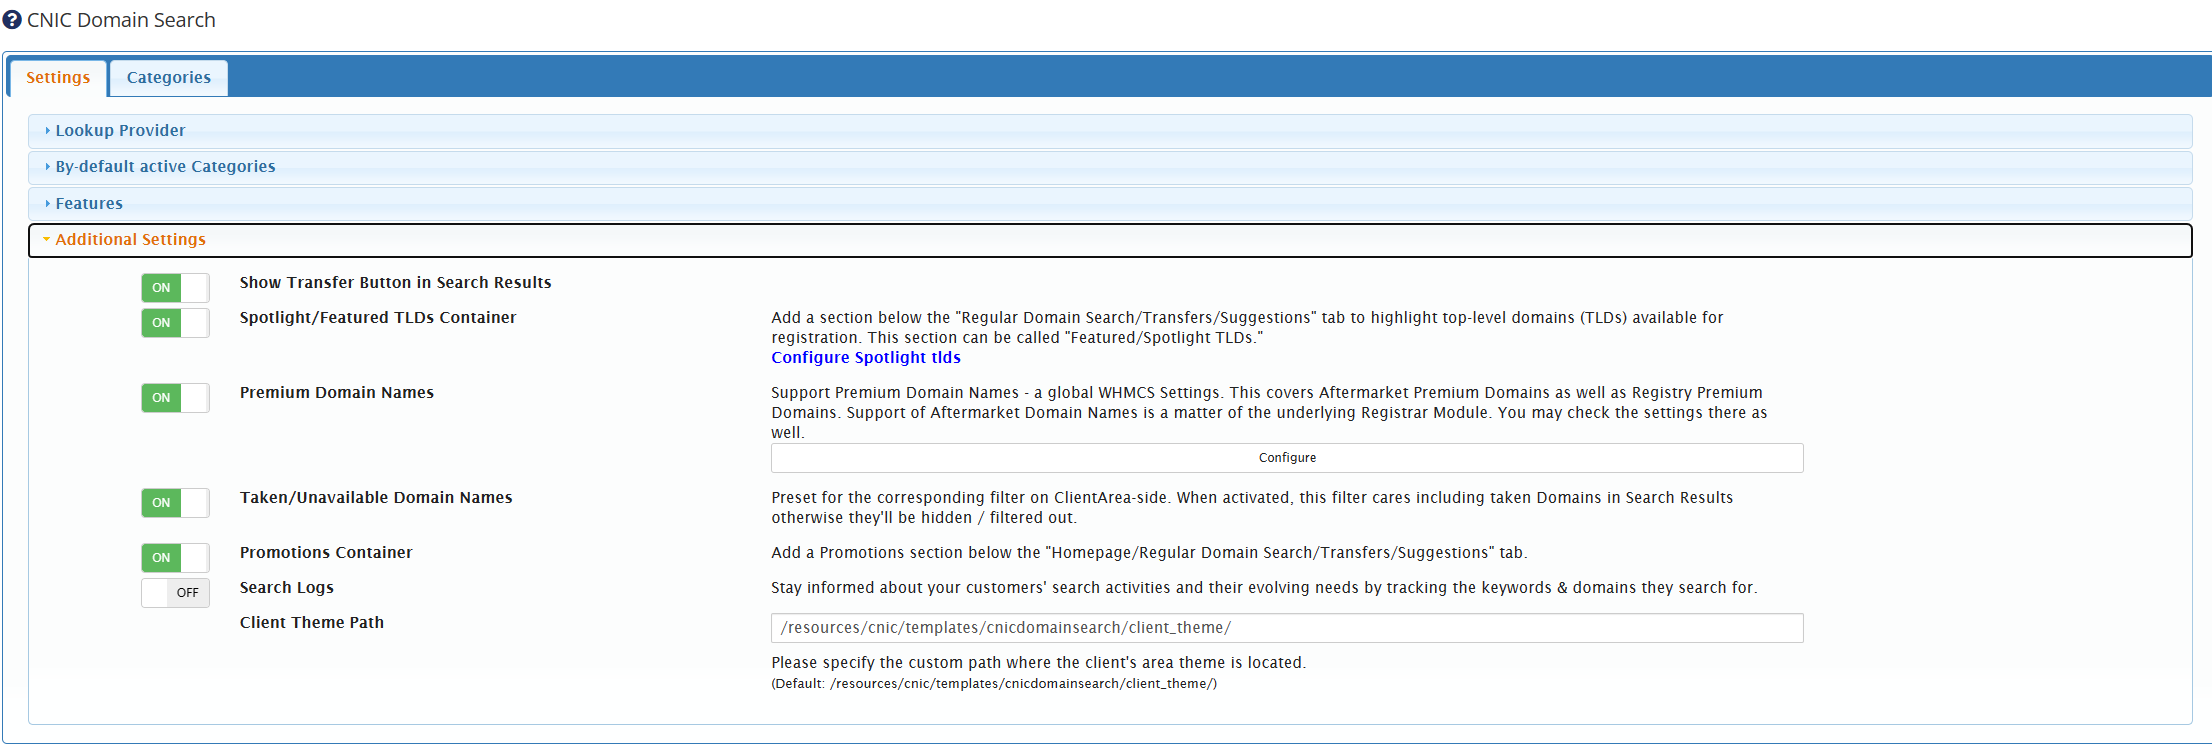 CNIC Domain Search
Settings
Categories
Lookup Provider
By-default active Categories
Features
Additional Settings
ON
Show Transfer Button in Search Results
ON
Spotlight/Featured TLDs Container
Add a section below the "Regular Domain Search/Transfers/Suggestions" tab to highlight top-level domains (TLDs) available for
registration. This section can be called "Featured/Spotlight TLDs."
Configure Spotlight tlds
ON
Premium Domain Names
Support Premium Domain Names - a global WHMCS Settings. This covers Aftermarket Premium Domains as well as Registry Premium
Domains. Support of Aftermarket Domain Names is a matter of the underlying Registrar Module. You may check the settings there as
well.
Configure
ON
Taken/Unavailable Domain Names
Preset for the corresponding filter on ClientArea-side. When activated, this filter cares including taken Domains in Search Results
otherwise they'll be hidden / filtered out.
ON
Promotions Container
Add a Promotions section below the "Homepage/Regular Domain Search/Transfers/Suggestions" tab.
OFF
Search Logs
Stay informed about your customers' search activities and their evolving needs by tracking the keywords & domains they search for.
Client Theme Path
/resources/cnic/templates/cnicdomainsearch/client_theme/
Please specify the custom path where the client's area theme is located.
(Default: /resources/cnic/templates/cnicdomainsearch/client_theme/)